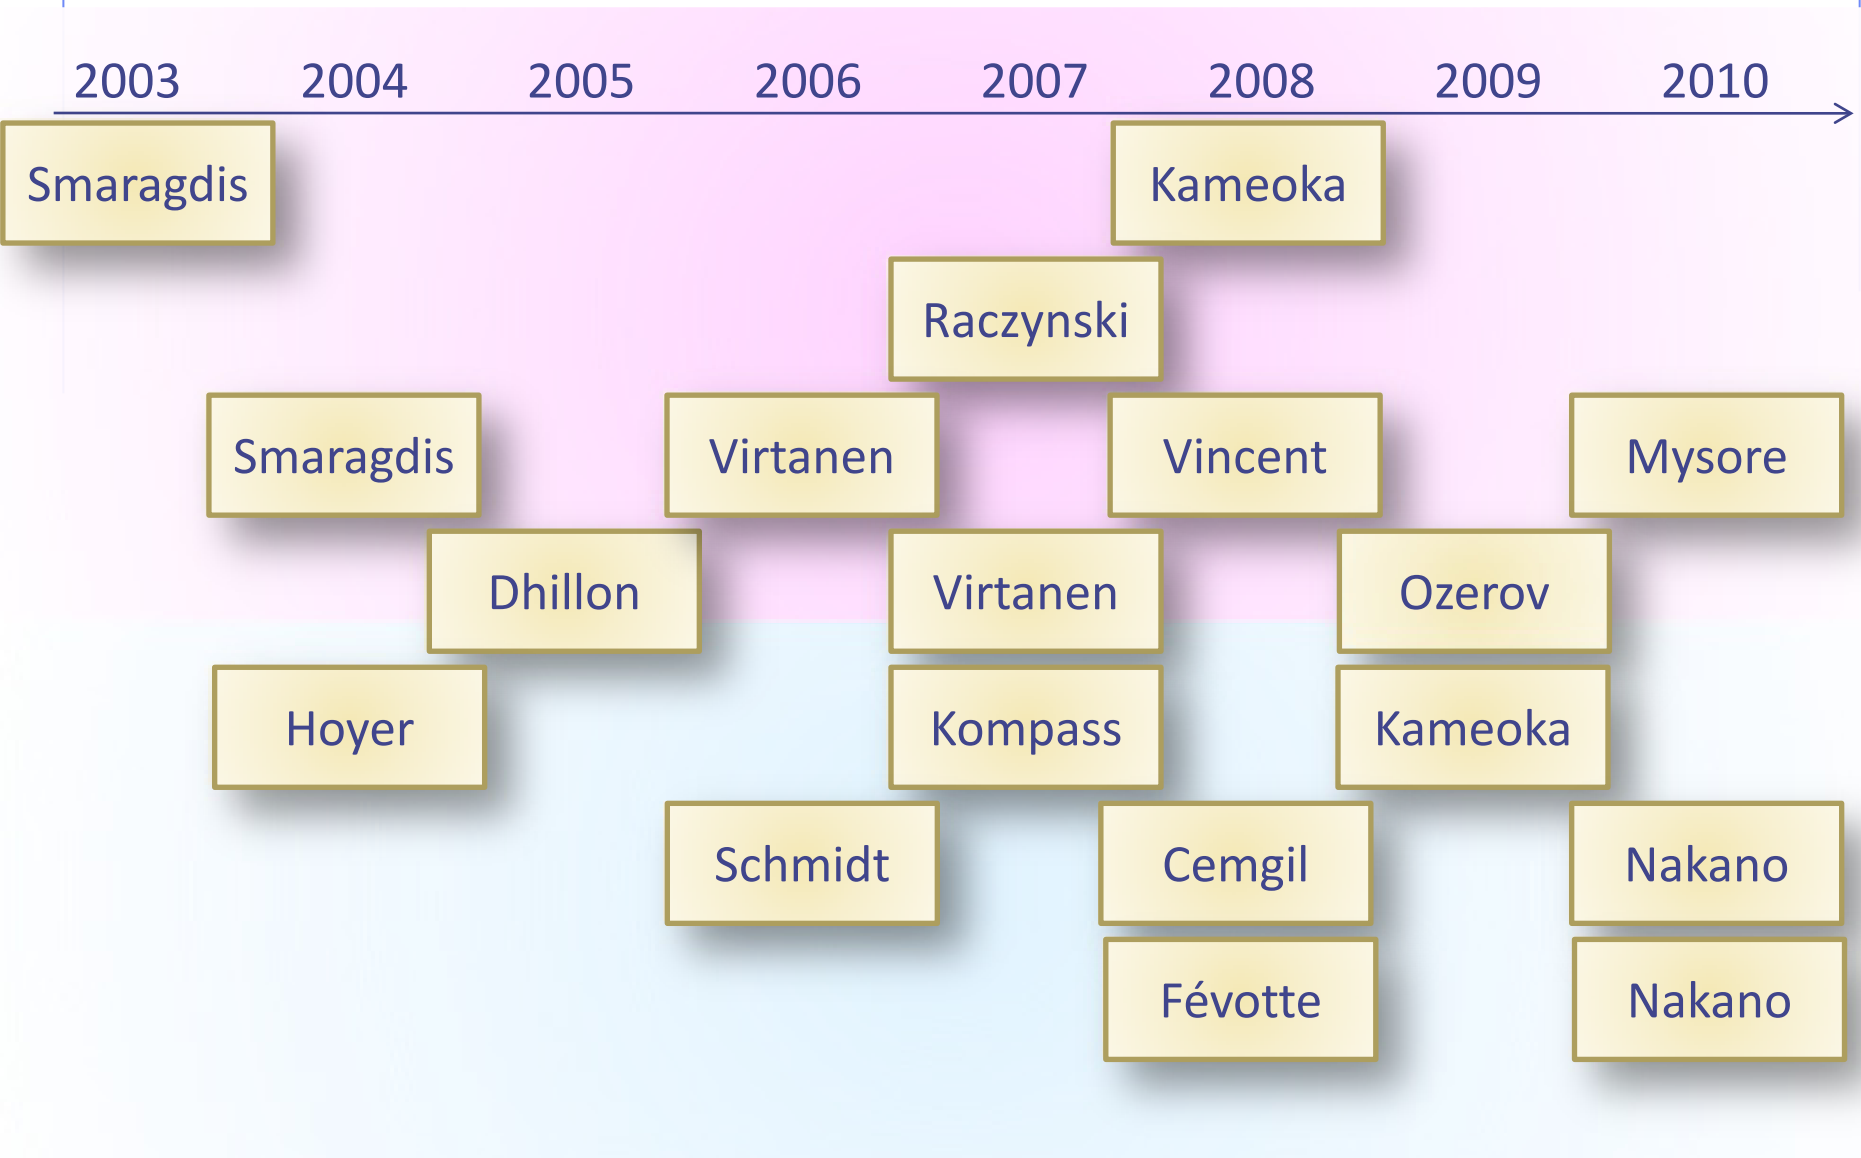 2003 2004 2005 2006 2007 2008 2009 2010
Smaragdis Kameoka
Raczynski
Smaragdis Virtanen Vincent Mysore
Dhillon Virtanen Ozerov
Hoyer Kompass Kameoka
Schmidt Cemgil Nakano
Févotte Nakano